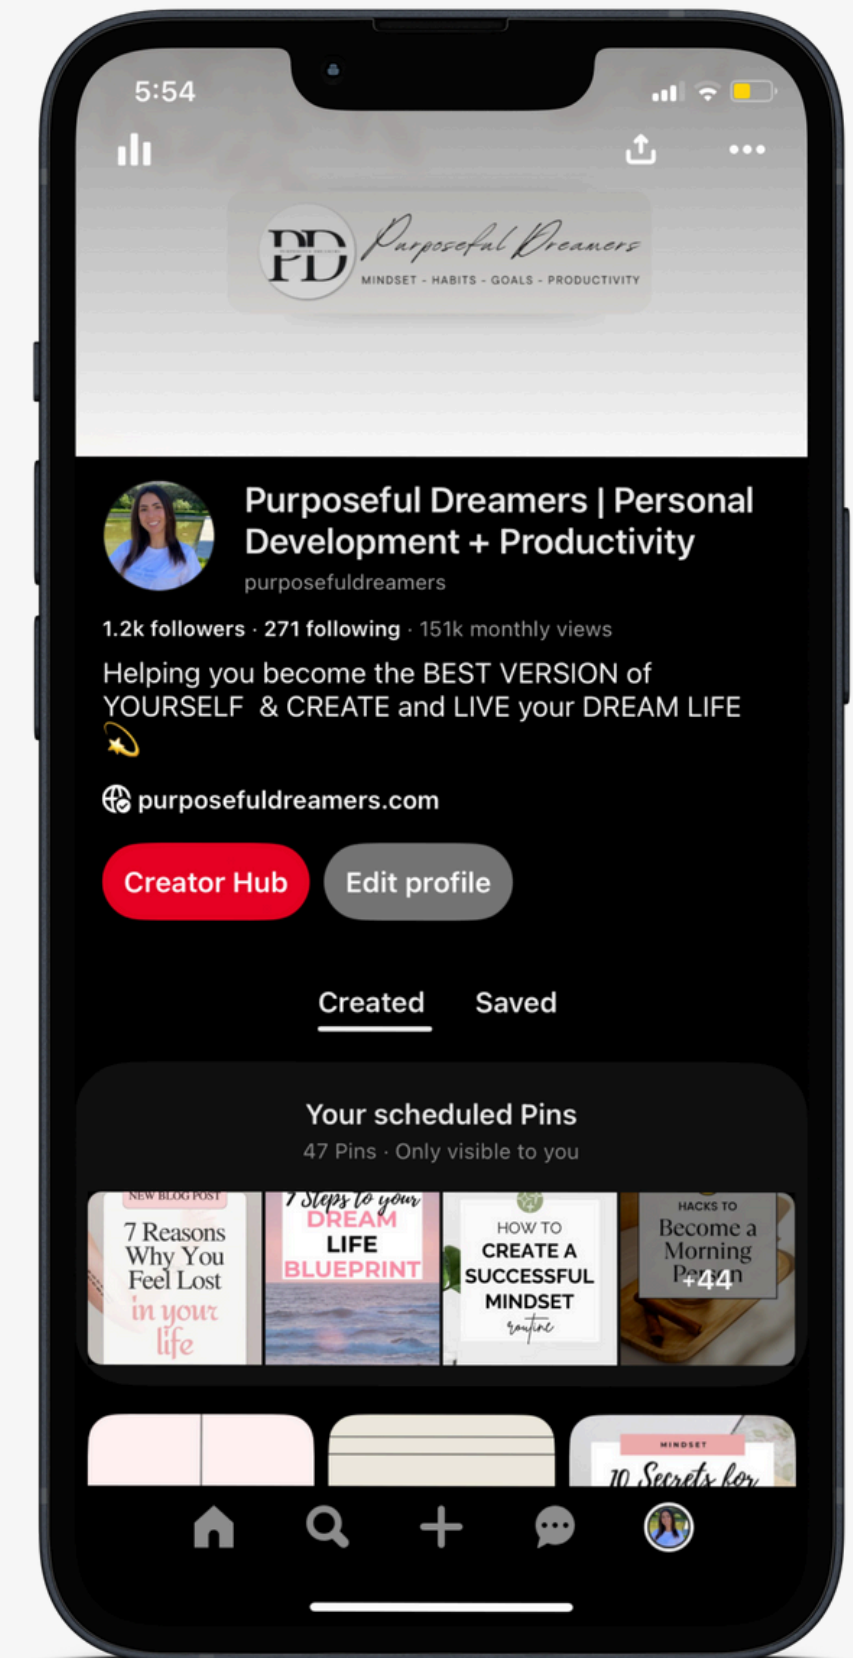 5:54
PD
Purposeful Dreamers
MINDSET - HABITS - GOALS - PRODUCTIVITY
Purposeful Dreamers | Personal
Development + Productivity
purposefuldreamers
1.2k followers · 271 following · 151k monthly views
Helping you become the BEST VERSION of
YOURSELF & CREATE and LIVE your DREAM LIFE
purposefuldreamers.com
Creator Hub
Edit profile
Created
Saved
Your scheduled Pins
47 Pins · Only visible to you
NEW BLOG POST
7 Reasons
Why You
Feel Lost
in your
life
7 Steps to your
DREAM
LIFE
BLUEPRINT
HOW TO
CREATE A
SUCCESSFUL
MINDSET
routine
HACKS TO
Become a
Morning
Person
+44
MINDSET
10 Secrets for